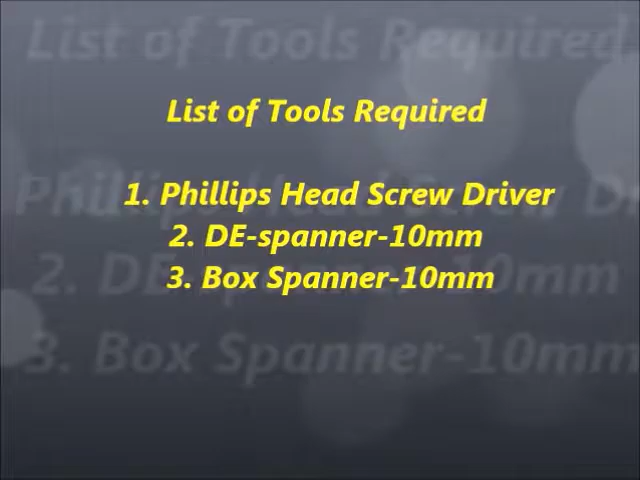 List of Tools Required
1. Phillips Head Screw Driver
2. DE-spanner-10mm
3. Box Spanner-10mm